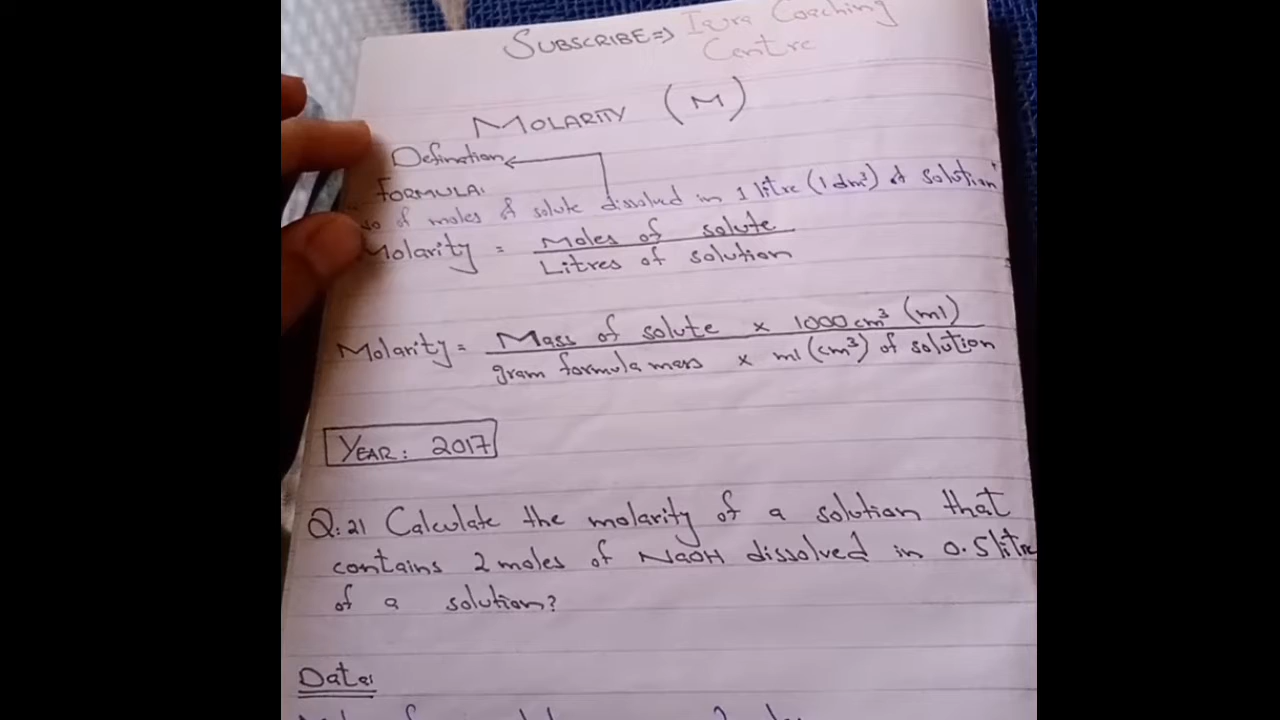 SUBSCRIBE => Iqra Coaching
Centre
MOLARITY (M)
Defination
FORMULA:
no of moles of solute dissolved in 1 litre (1 dm³) of solution"
Molarity = Moles of solute
Litres of solution
Molarity = Mass of solute x 1000 cm³ (ml)
gram formula mass x ml (cm³) of solution
YEAR: 2017
Q:21 Calculate the molarity of a solution that
contains 2 moles of NaOH dissolved in 0.5 litre
of a solution?
Data: